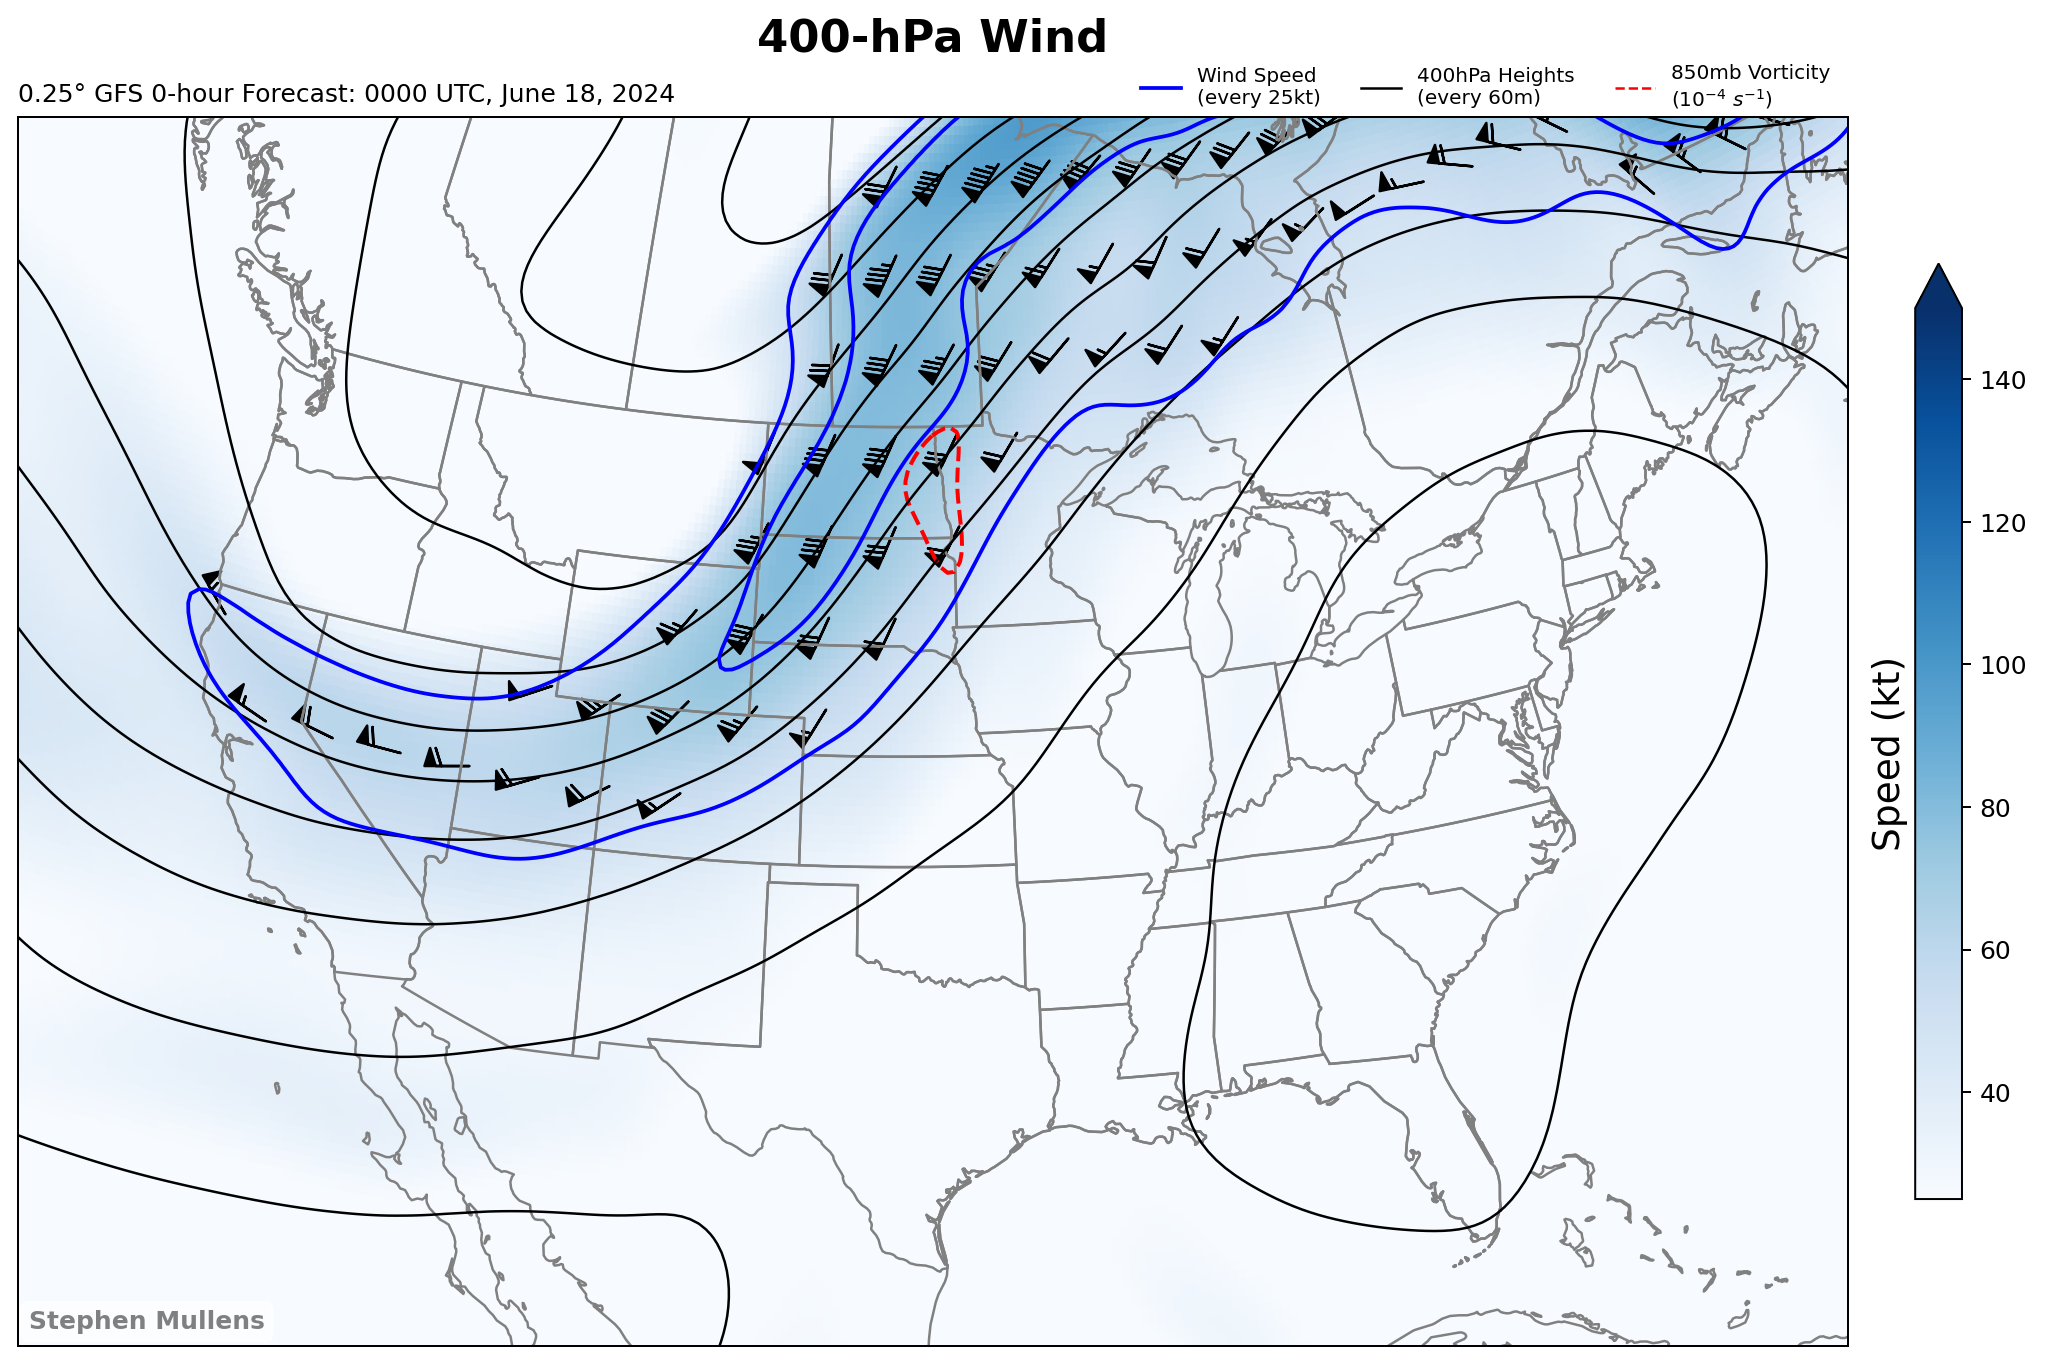 400-hPa Wind
0.25° GFS 0-hour Forecast: 0000 UTC, June 18, 2024
Wind Speed
(every 25kt)
400hPa Heights
(every 60m)
850mb Vorticity
(10⁻⁴ s⁻¹)
140
120
100
80
60
40
Speed (kt)
Stephen Mullens